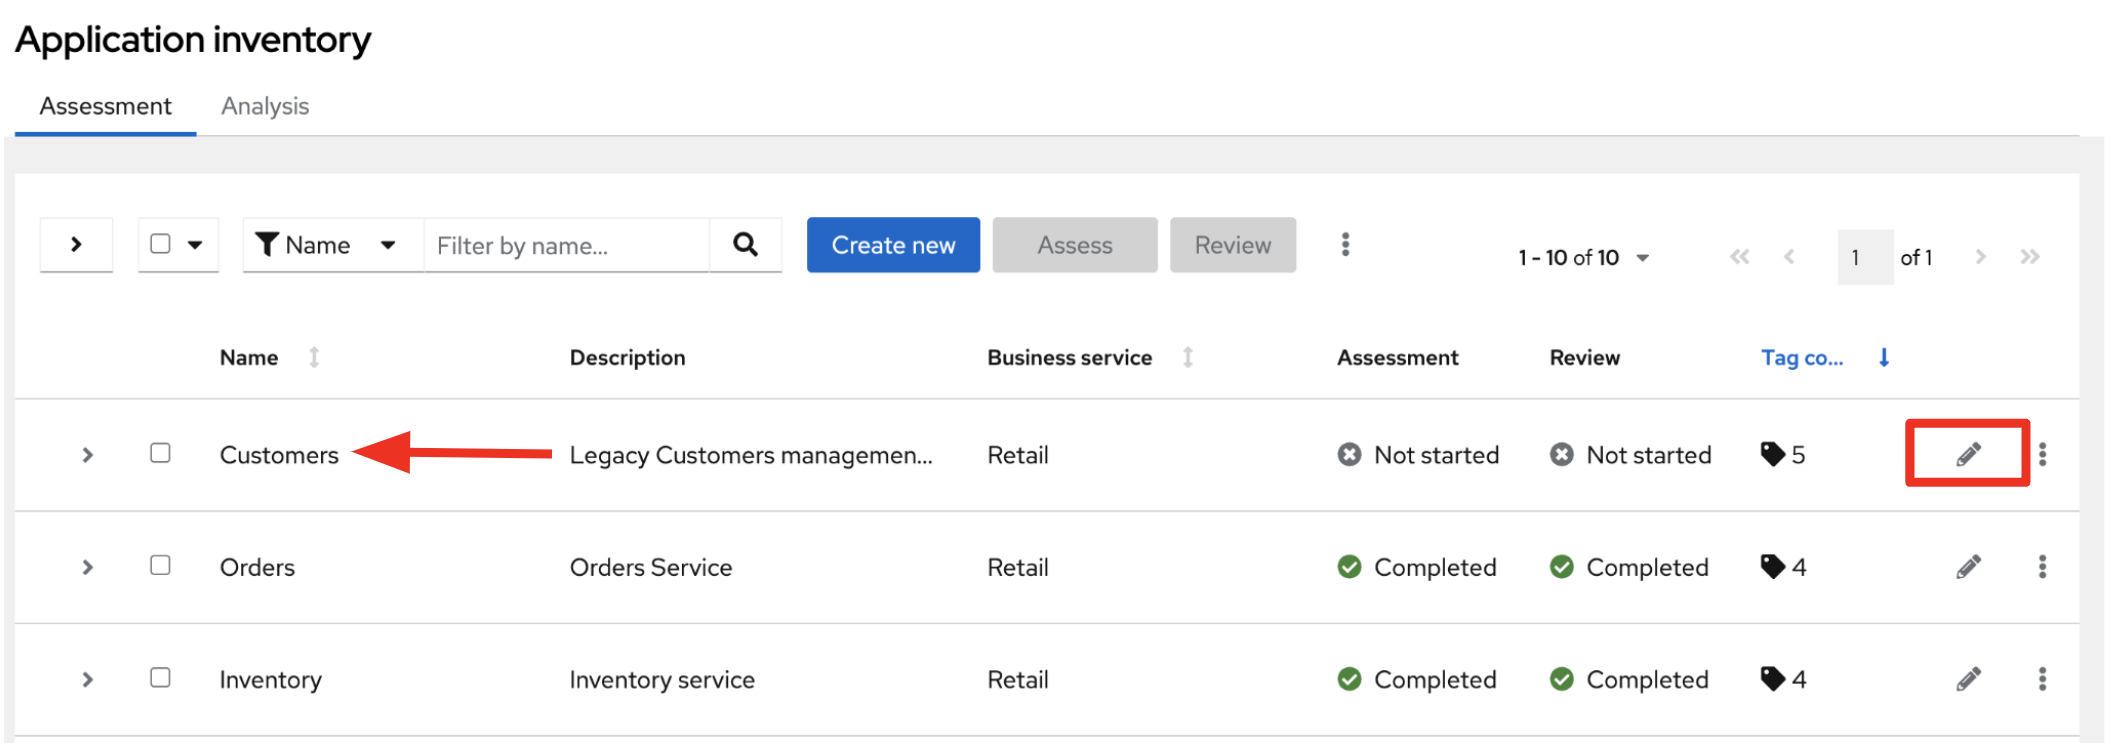 Application inventory
Assessment Analysis
Name Filter by name... Create new Assess Review 1 - 10 of 10 1 of 1
Name Description Business service Assessment Review Tag co...
Customers Legacy Customers managemen... Retail Not started Not started 5
Orders Orders Service Retail Completed Completed 4
Inventory Inventory service Retail Completed Completed 4